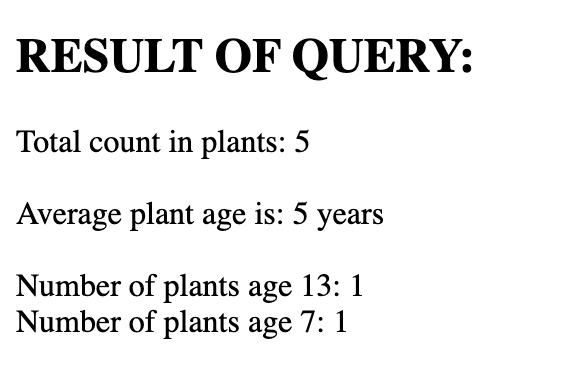 RESULT OF QUERY:
Total count in plants: 5
Average plant age is: 5 years
Number of plants age 13: 1
Number of plants age 7: 1